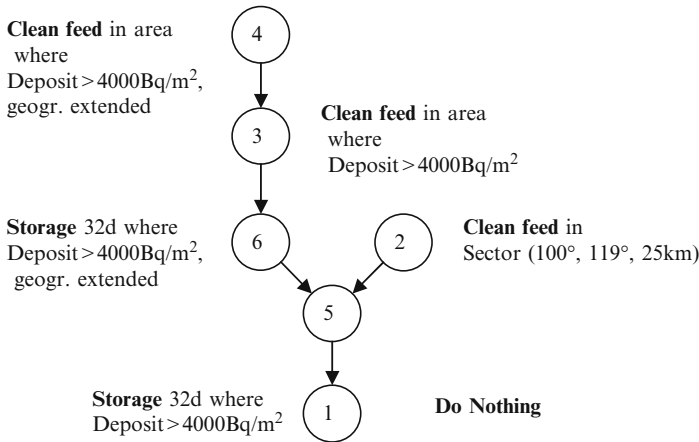 Clean feed in area
where
Deposit>4000Bq/m²,
geogr. extended
4
3
Clean feed in area
where
Deposit>4000Bq/m²
Storage 32d where
Deposit>4000Bq/m²,
geogr. extended
6
2
Clean feed in
Sector (100°, 119°, 25km)
5
Storage 32d where
Deposit>4000Bq/m²
1
Do Nothing